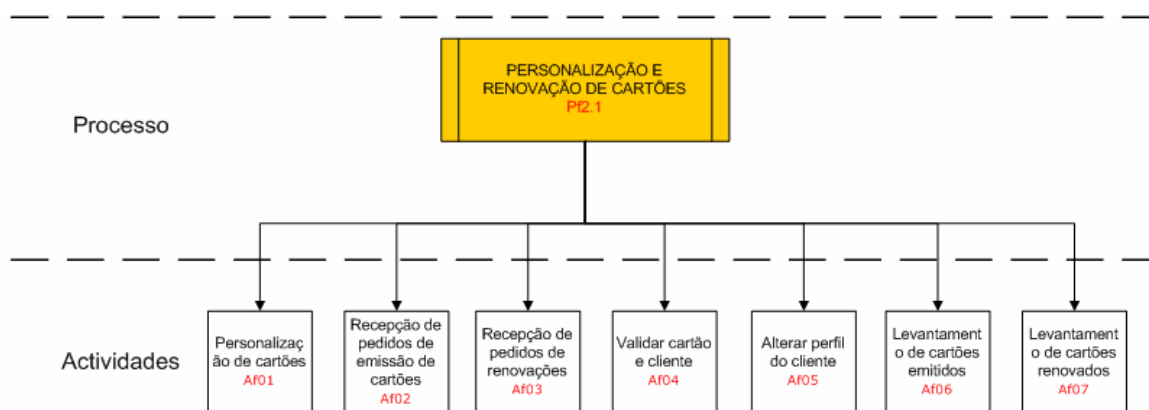 PERSONALIZAÇÃO E
RENOVAÇÃO DE CARTÕES
Pf2.1
Processo
Actividades
Personalizaç
ão de cartões
Af01
Recepção de
pedidos de
emissão de
cartões
Af02
Recepção de
pedidos de
renovações
Af03
Validar cartão
e cliente
Af04
Alterar perfil
do cliente
Af05
Levantament
o de cartões
emitidos
Af06
Levantament
o de cartões
renovados
Af07